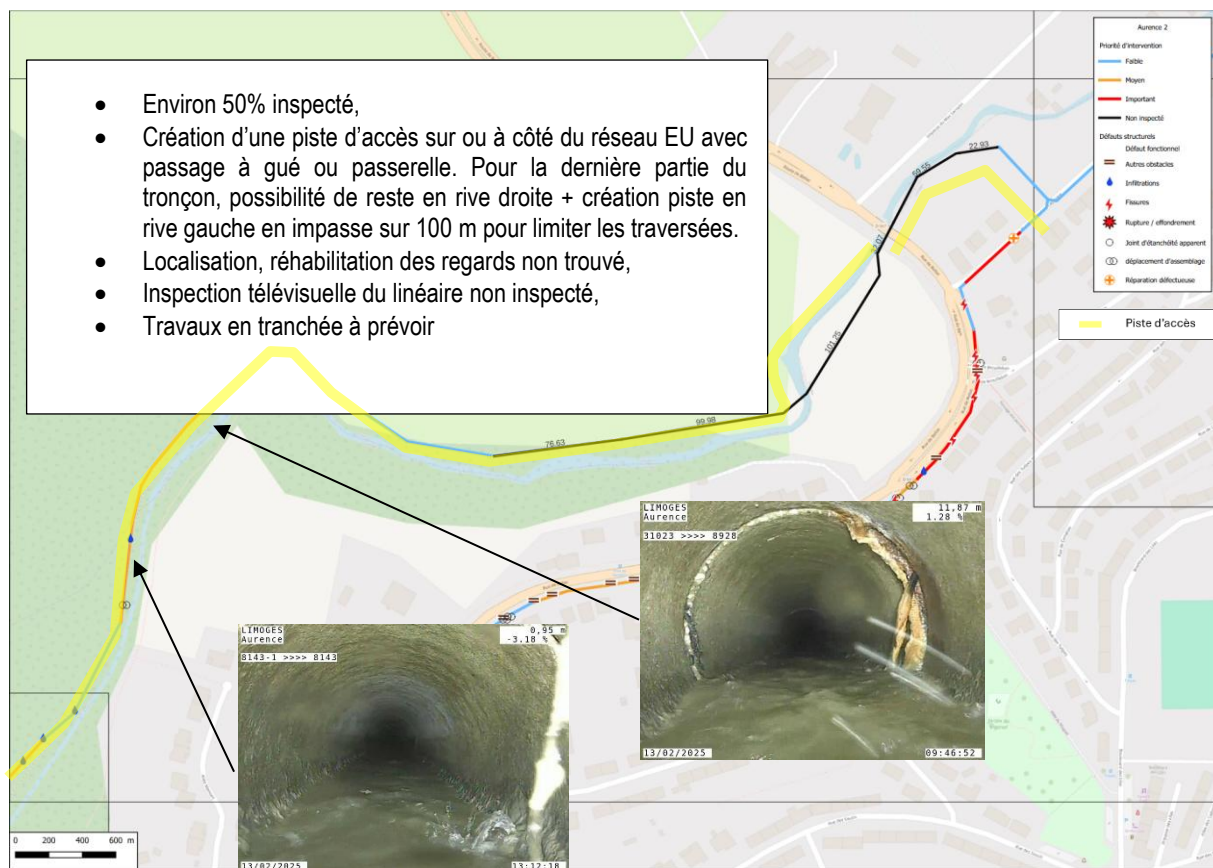 • Environ 50% inspecté,
• Création d'une piste d'accès sur ou à côté du réseau EU avec
passage à gué ou passerelle. Pour la dernière partie du
tronçon, possibilité de reste en rive droite + création piste en
rive gauche en impasse sur 100 m pour limiter les traversées.
• Localisation, réhabilitation des regards non trouvé,
• Inspection télévisuelle du linéaire non inspecté,
• Travaux en tranchée à prévoir
Aurence 2
Priorité d'intervention
Faible
Moyen
Important
Non inspecté
Défauts structurels
Défaut fonctionnel
Autres obstacles
Infiltrations
Fissures
Rupture / effondrement
Joint d'étanchéité apparent
déplacement d'assemblage
Réparation défectueuse
Piste d'accès
22.93
101.25
99.98
76.63
LIMOGES
Aurence
11,87 m
1.28 %
31023 >>>> 8928
13/02/2025
09:46:52
LIMOGES
Aurence
0,95 m
-3,18 %
8143-1 >>>> 8143
13/02/2025
13:12:18
0 200 400 600 m